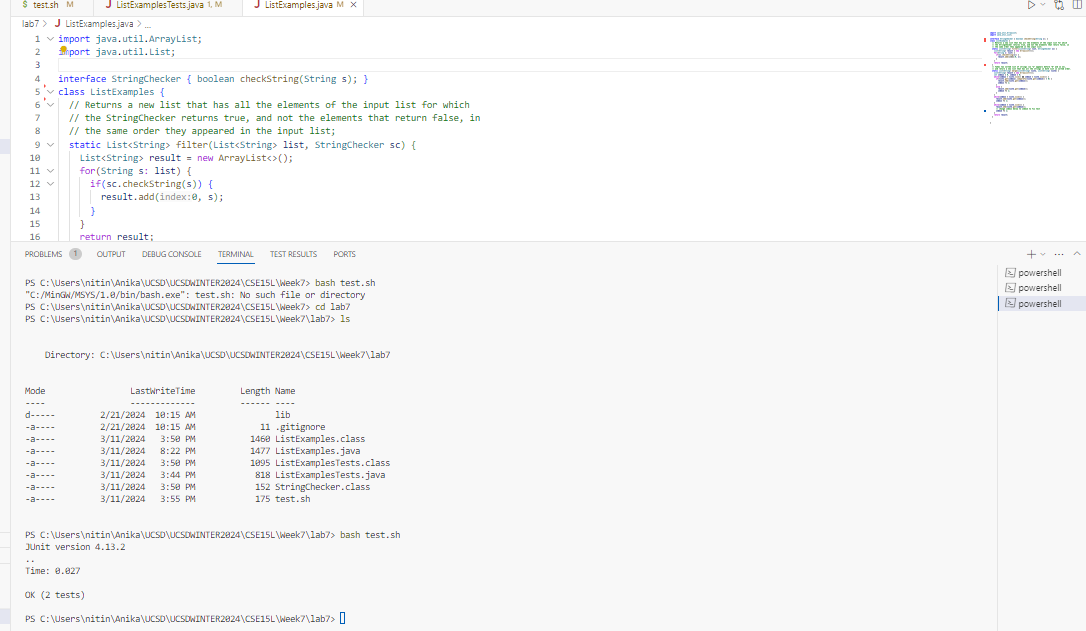 test.sh M
ListExamplesTests.java 1, M
ListExamples.java M
lab7 > ListExamples.java > ...
1 import java.util.ArrayList;
2 import java.util.List;
3
4 interface StringChecker { boolean checkString(String s); }
5 class ListExamples {
6 // Returns a new list that has all the elements of the input list for which
7 // the StringChecker returns true, and not the elements that return false, in
8 // the same order they appeared in the input list;
9 static List<String> filter(List<String> list, StringChecker sc) {
10 List<String> result = new ArrayList<>();
11 for(String s: list) {
12 if(sc.checkString(s)) {
13 result.add(index:0, s);
14 }
15 }
16 return result;
PROBLEMS 1 OUTPUT DEBUG CONSOLE TERMINAL TEST RESULTS PORTS
powershell
powershell
powershell
PS C:\Users\nitin\Anika\UCSD\UCSDWINTER2024\CSE15L\Week7> bash test.sh
"C:/MinGW/MSYS/1.0/bin/bash.exe": test.sh: No such file or directory
PS C:\Users\nitin\Anika\UCSD\UCSDWINTER2024\CSE15L\Week7> cd lab7
PS C:\Users\nitin\Anika\UCSD\UCSDWINTER2024\CSE15L\Week7\lab7> ls
Directory: C:\Users\nitin\Anika\UCSD\UCSDWINTER2024\CSE15L\Week7\lab7
Mode LastWriteTime Length Name
---- ------------- ------ ----
d----- 2/21/2024 10:15 AM lib
-a---- 2/21/2024 10:15 AM 11 .gitignore
-a---- 3/11/2024 3:50 PM 1460 ListExamples.class
-a---- 3/11/2024 8:22 PM 1477 ListExamples.java
-a---- 3/11/2024 3:50 PM 1095 ListExamplesTests.class
-a---- 3/11/2024 3:44 PM 818 ListExamplesTests.java
-a---- 3/11/2024 3:50 PM 152 StringChecker.class
-a---- 3/11/2024 3:55 PM 175 test.sh
PS C:\Users\nitin\Anika\UCSD\UCSDWINTER2024\CSE15L\Week7\lab7> bash test.sh
JUnit version 4.13.2
..
Time: 0.027
OK (2 tests)
PS C:\Users\nitin\Anika\UCSD\UCSDWINTER2024\CSE15L\Week7\lab7>